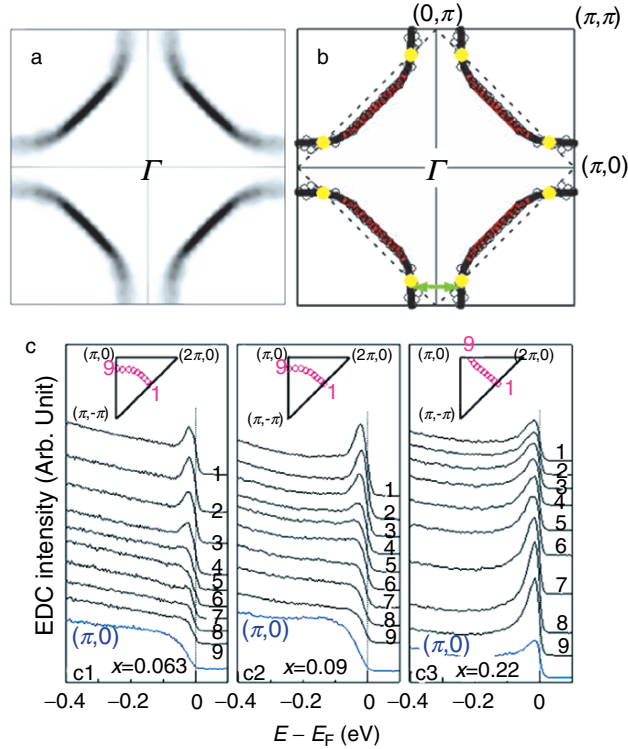 a
Γ
b
(0,π)
(π,π)
Γ
(π,0)
c
EDC intensity (Arb. Unit)
(π,0)
(2π,0)
9
1
(π,-π)
1
2
3
4
5
6
7
8
9
(π,0)
c1
x=0.063
(π,0)
(2π,0)
9
1
(π,-π)
1
2
3
4
5
6
7
8
9
(π,0)
c2
x=0.09
9
(π,0)
(2π,0)
1
(π,-π)
1
2
3
4
5
6
7
8
9
(π,0)
c3
x=0.22
−0.4 −0.2 0 −0.4 −0.2 0 −0.4 −0.2 0
E – E_F (eV)